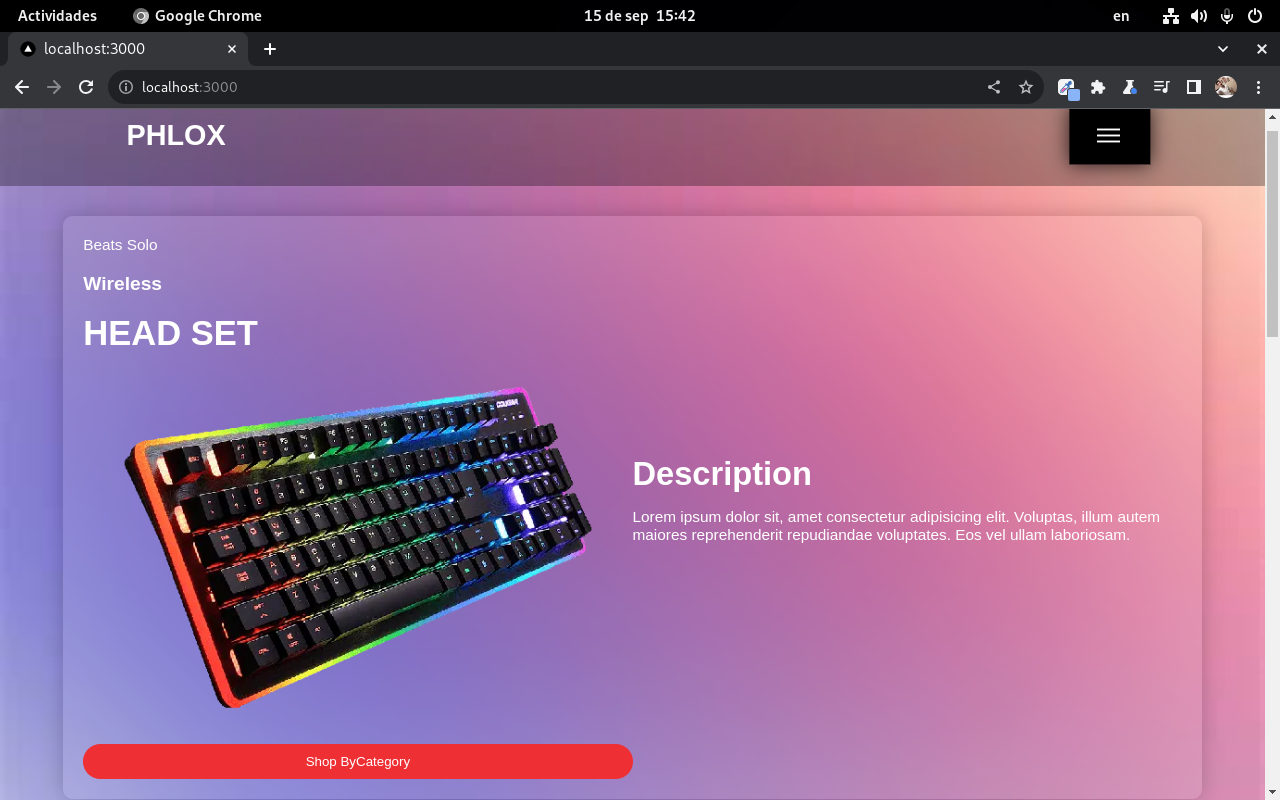 Actividades
Google Chrome
15 de sep 15:42
en
localhost:3000
localhost:3000
PHLOX
Beats Solo
Wireless
HEAD SET
COUGAR
Description
Lorem ipsum dolor sit, amet consectetur adipisicing elit. Voluptas, illum autem
maiores reprehenderit repudiandae voluptates. Eos vel ullam laboriosam.
Shop ByCategory